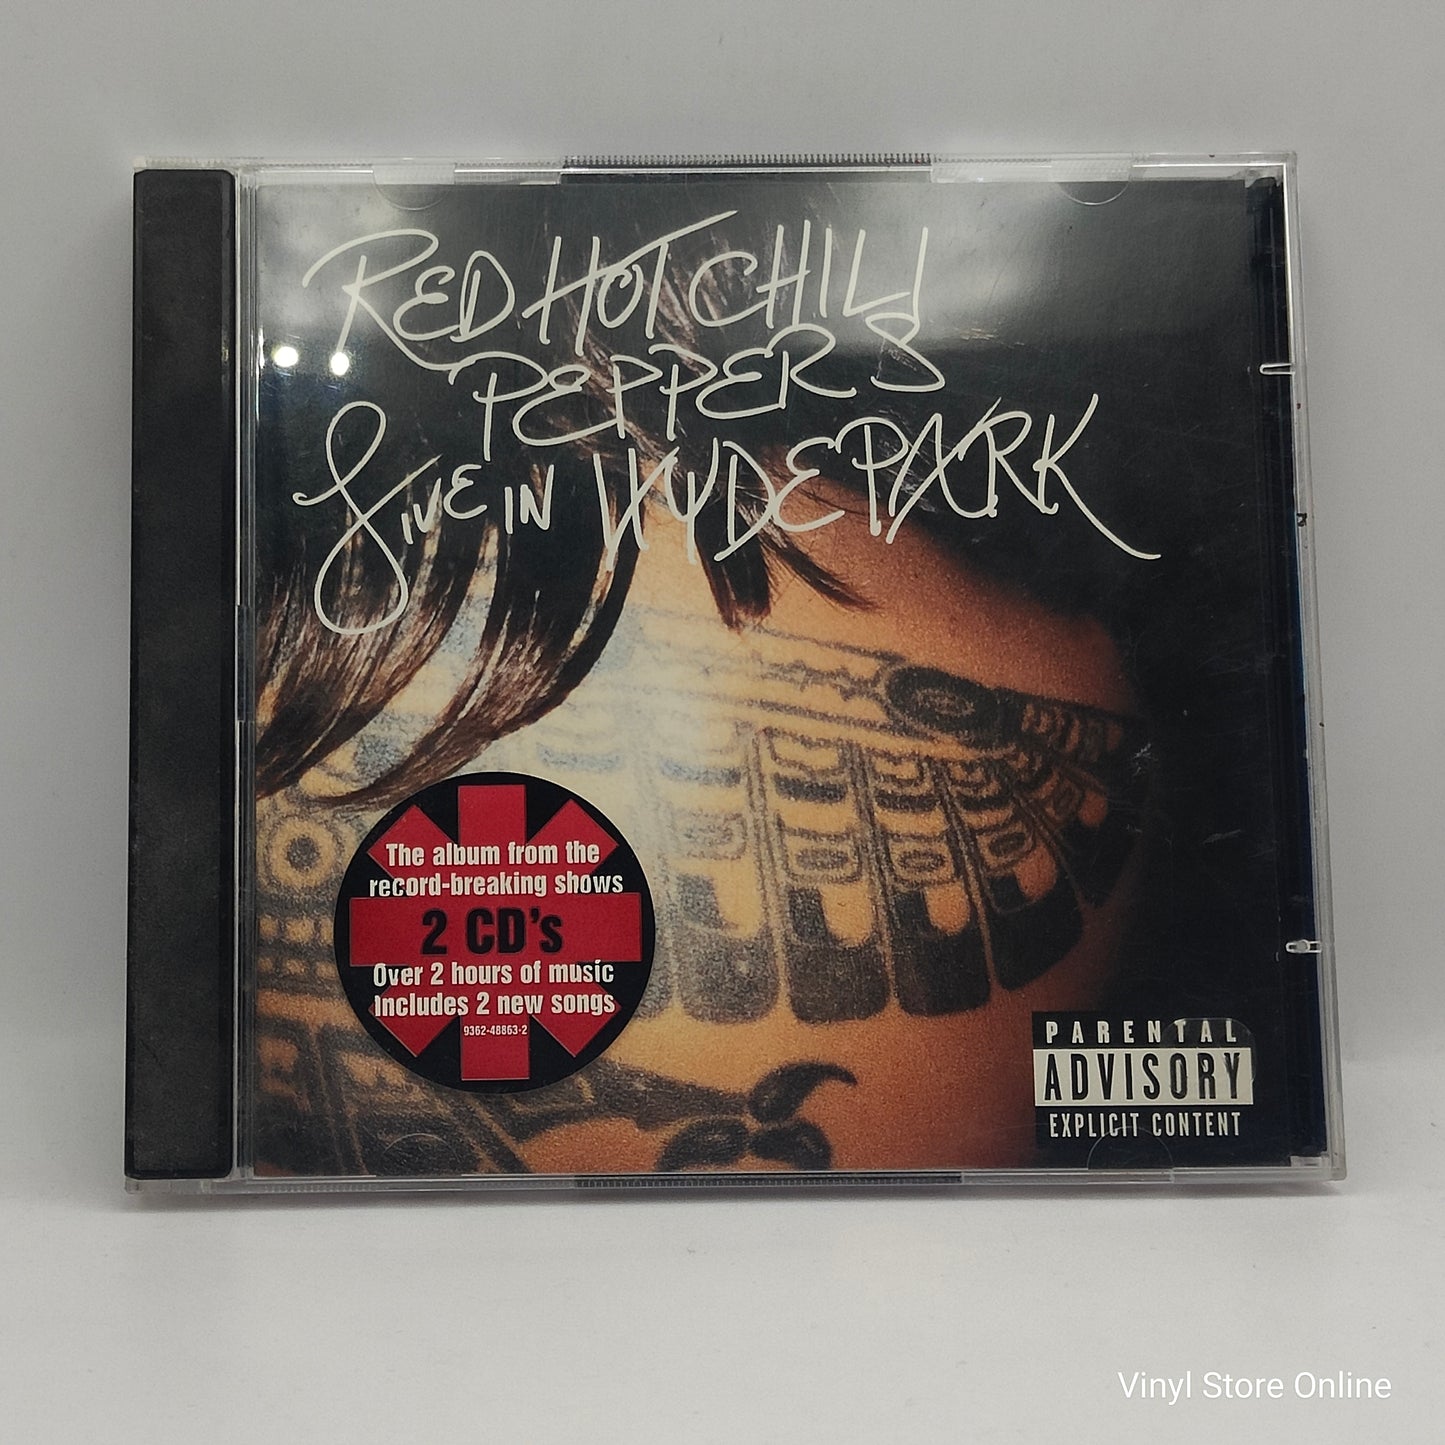 RED HOT CHILI
PEPPERS
LIVE IN HYDE PARK
The album from the
record-breaking shows
2 CD's
Over 2 hours of music
Includes 2 new songs
9362-48863-2
PARENTAL
ADVISORY
EXPLICIT CONTENT
Vinyl Store Online